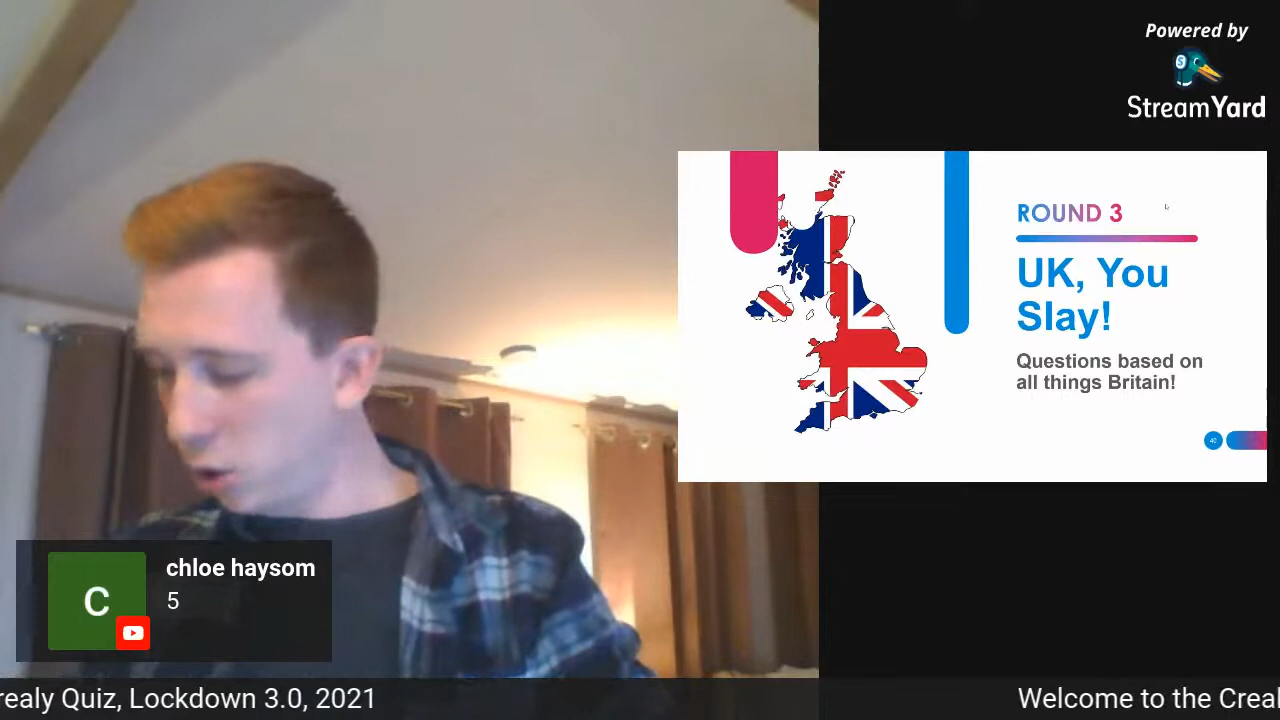 Powered by
StreamYard
ROUND 3
UK, You
Slay!
Questions based on
all things Britain!
40
C
chloe haysom
5
realy Quiz, Lockdown 3.0, 2021
Welcome to the Creal